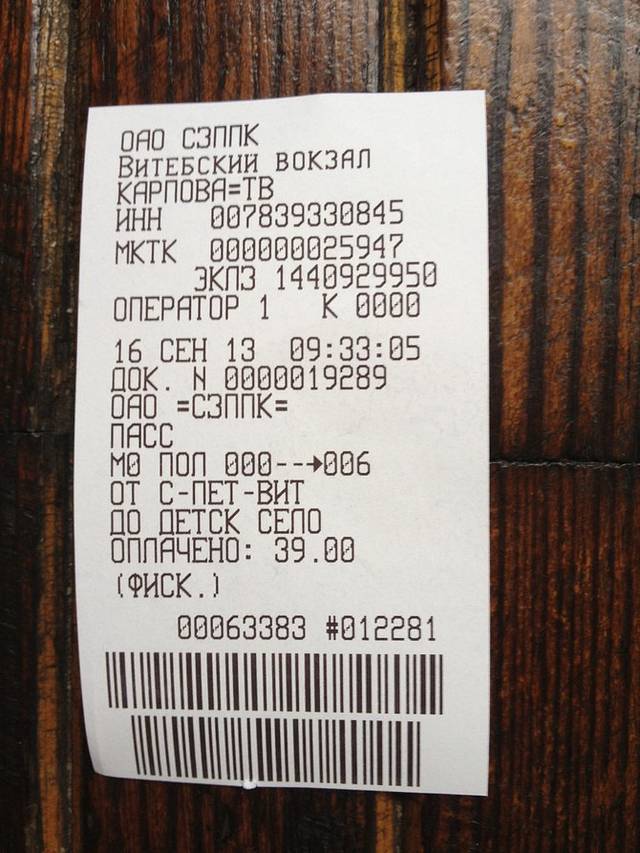 ОАО СЗППК
ВИТЕБСКИЙ ВОКЗАЛ
КАРПОВА=ТВ
ИНН 007839330845
МКТК 000000025947
ЭКЛЗ 1440929950
ОПЕРАТОР 1 К 0000
16 СЕН 13 09:33:05
ДОК. N 0000019289
ОАО =СЗППК=
ПАСС
М0 ПОЛ 000--→006
ОТ С-ПЕТ-ВИТ
ДО ДЕТСК СЕЛО
ОПЛАЧЕНО: 39.00
(ФИСК.)
00063383 #012281